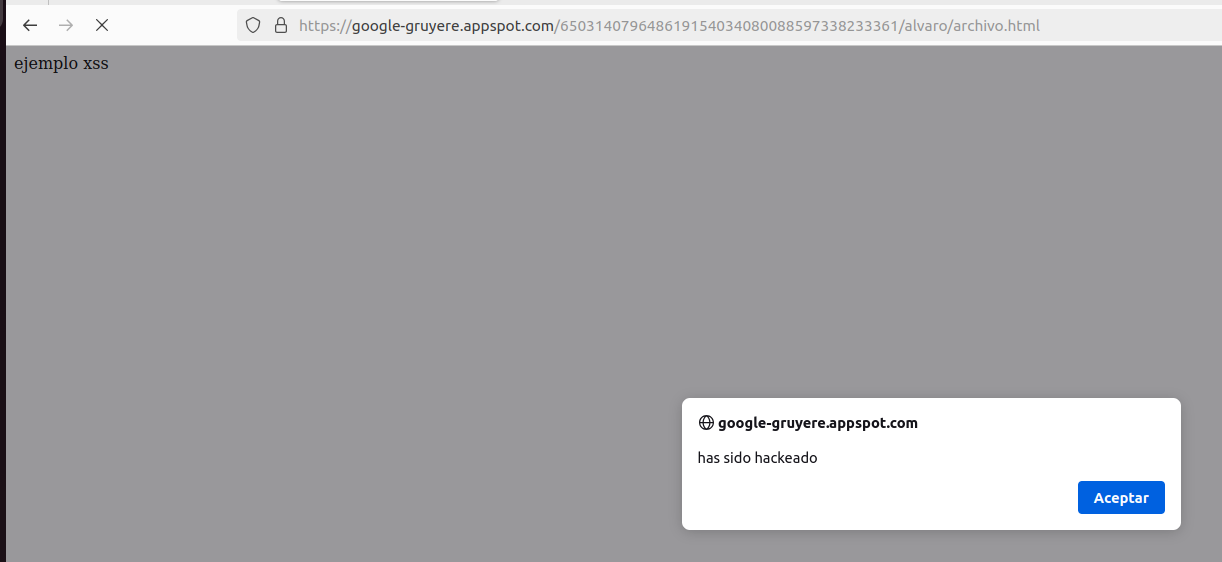 https://google-gruyere.appspot.com/650314079648619154034080088597338233361/alvaro/archivo.html
ejemplo xss
google-gruyere.appspot.com
has sido hackeado
Aceptar